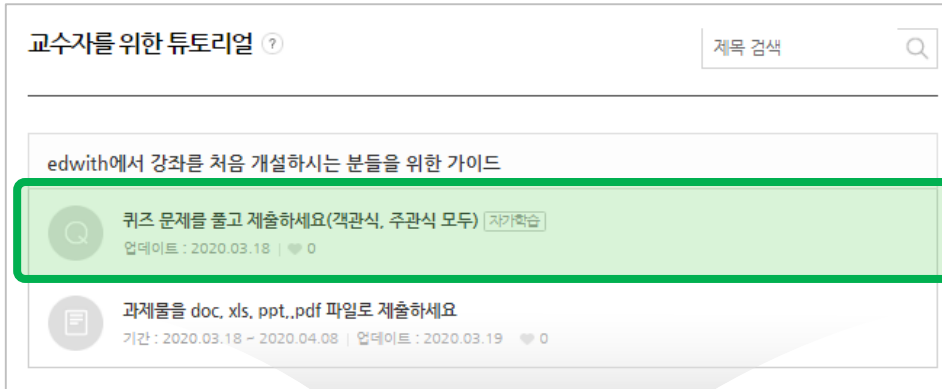 교수자를 위한 튜토리얼 ?
제목 검색
edwith에서 강좌를 처음 개설하시는 분들을 위한 가이드
Q
퀴즈 문제를 풀고 제출하세요(객관식, 주관식 모두) 자가학습
업데이트 : 2020.03.18 | 0
과제물을 doc, xls, ppt,.pdf 파일로 제출하세요
기간 : 2020.03.18 ~ 2020.04.08 | 업데이트 : 2020.03.19 0